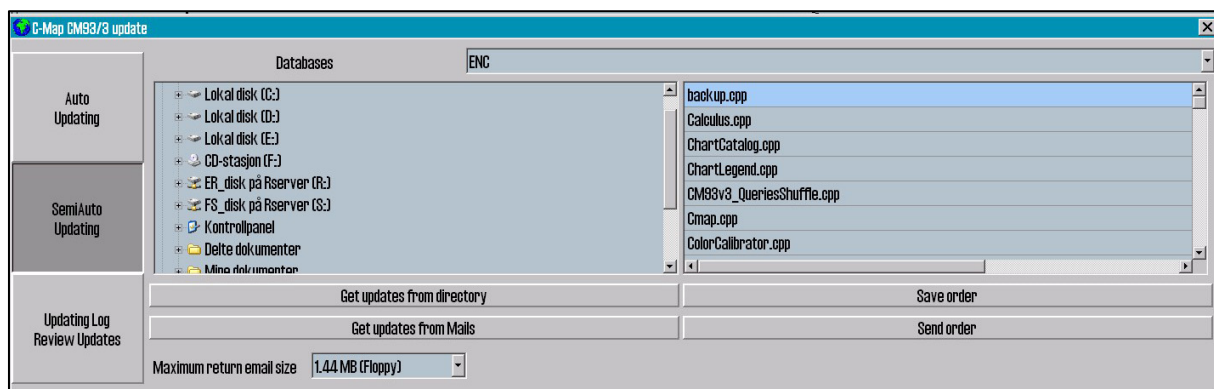 C-Map CM93/3 update
Databases
ENC
Auto
Updating
SemiAuto
Updating
Updating Log
Review Updates
Lokal disk (C:)
Lokal disk (D:)
Lokal disk (E:)
CD-stasjon (F:)
ER_disk på Rserver (R:)
FS_disk på Rserver (S:)
Kontrollpanel
Delte dokumenter
Mine dokumenter
backup.cpp
Calculus.cpp
ChartCatalog.cpp
ChartLegend.cpp
CM93v3_QueriesShuffle.cpp
Cmap.cpp
ColorCalibrator.cpp
Get updates from directory
Save order
Get updates from Mails
Send order
Maximum return email size
1.44 MB (Floppy)